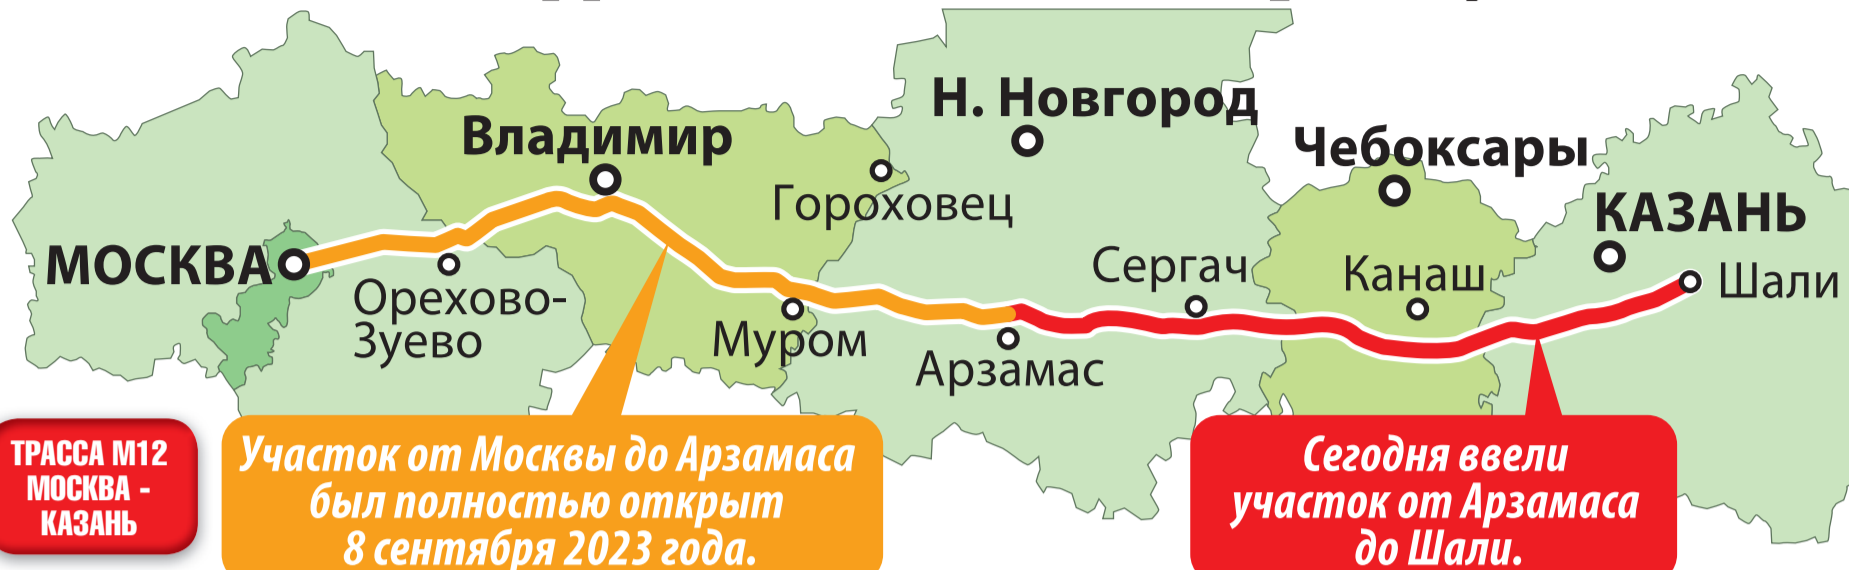 Н. Новгород
Владимир
Чебоксары
Гороховец
КАЗАНЬ
МОСКВА
Сергач
Канаш
Шали
Орехово-
Зуево
Муром
Арзамас
ТРАССА М12
МОСКВА -
КАЗАНЬ
Участок от Москвы до Арзамаса
был полностью открыт
8 сентября 2023 года.
Сегодня ввели
участок от Арзамаса
до Шали.